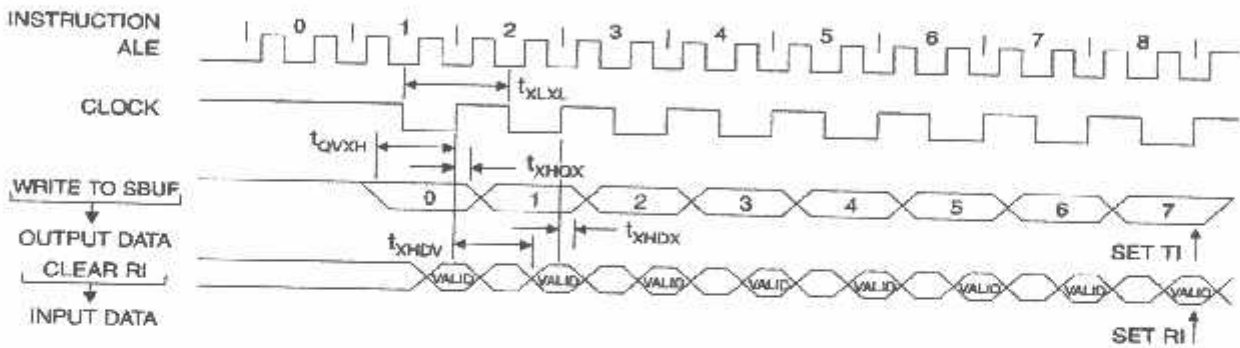 INSTRUCTION 0 1 2 3 4 5 6 7 8
ALE
tXLXL
CLOCK
tQVXH
tXHQX
WRITE TO SBUF
0 1 2 3 4 5 6 7
OUTPUT DATA
tXHDV tXHDX SET TI
CLEAR RI
VALID VALID VALID VALID VALID VALID VALID VALID
INPUT DATA
SET RI